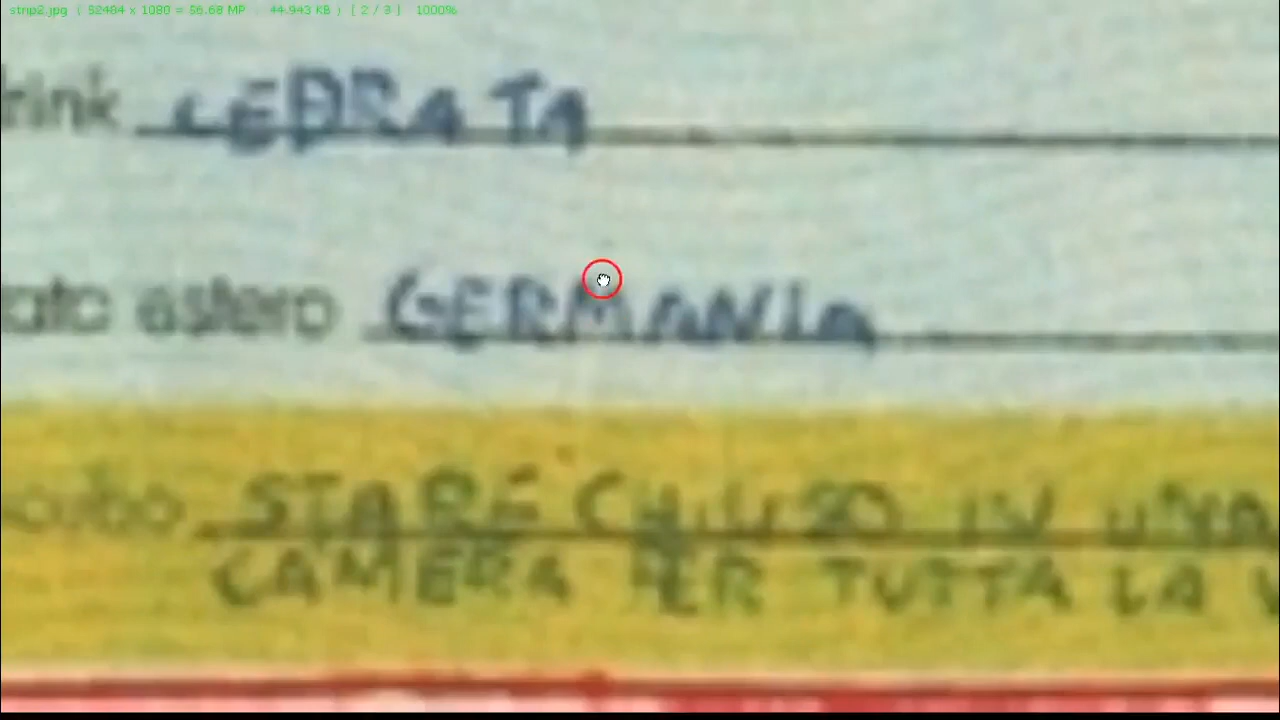 strip2.jpg ( 52484 x 1080 = 56.68 MP 44.943 KB ) [ 2 / 3 ] 1000%
drink CEDRATA
stato estero GERMANIA
STARE CHIUSO IN UNA
CAMERA PER TUTTA LA V